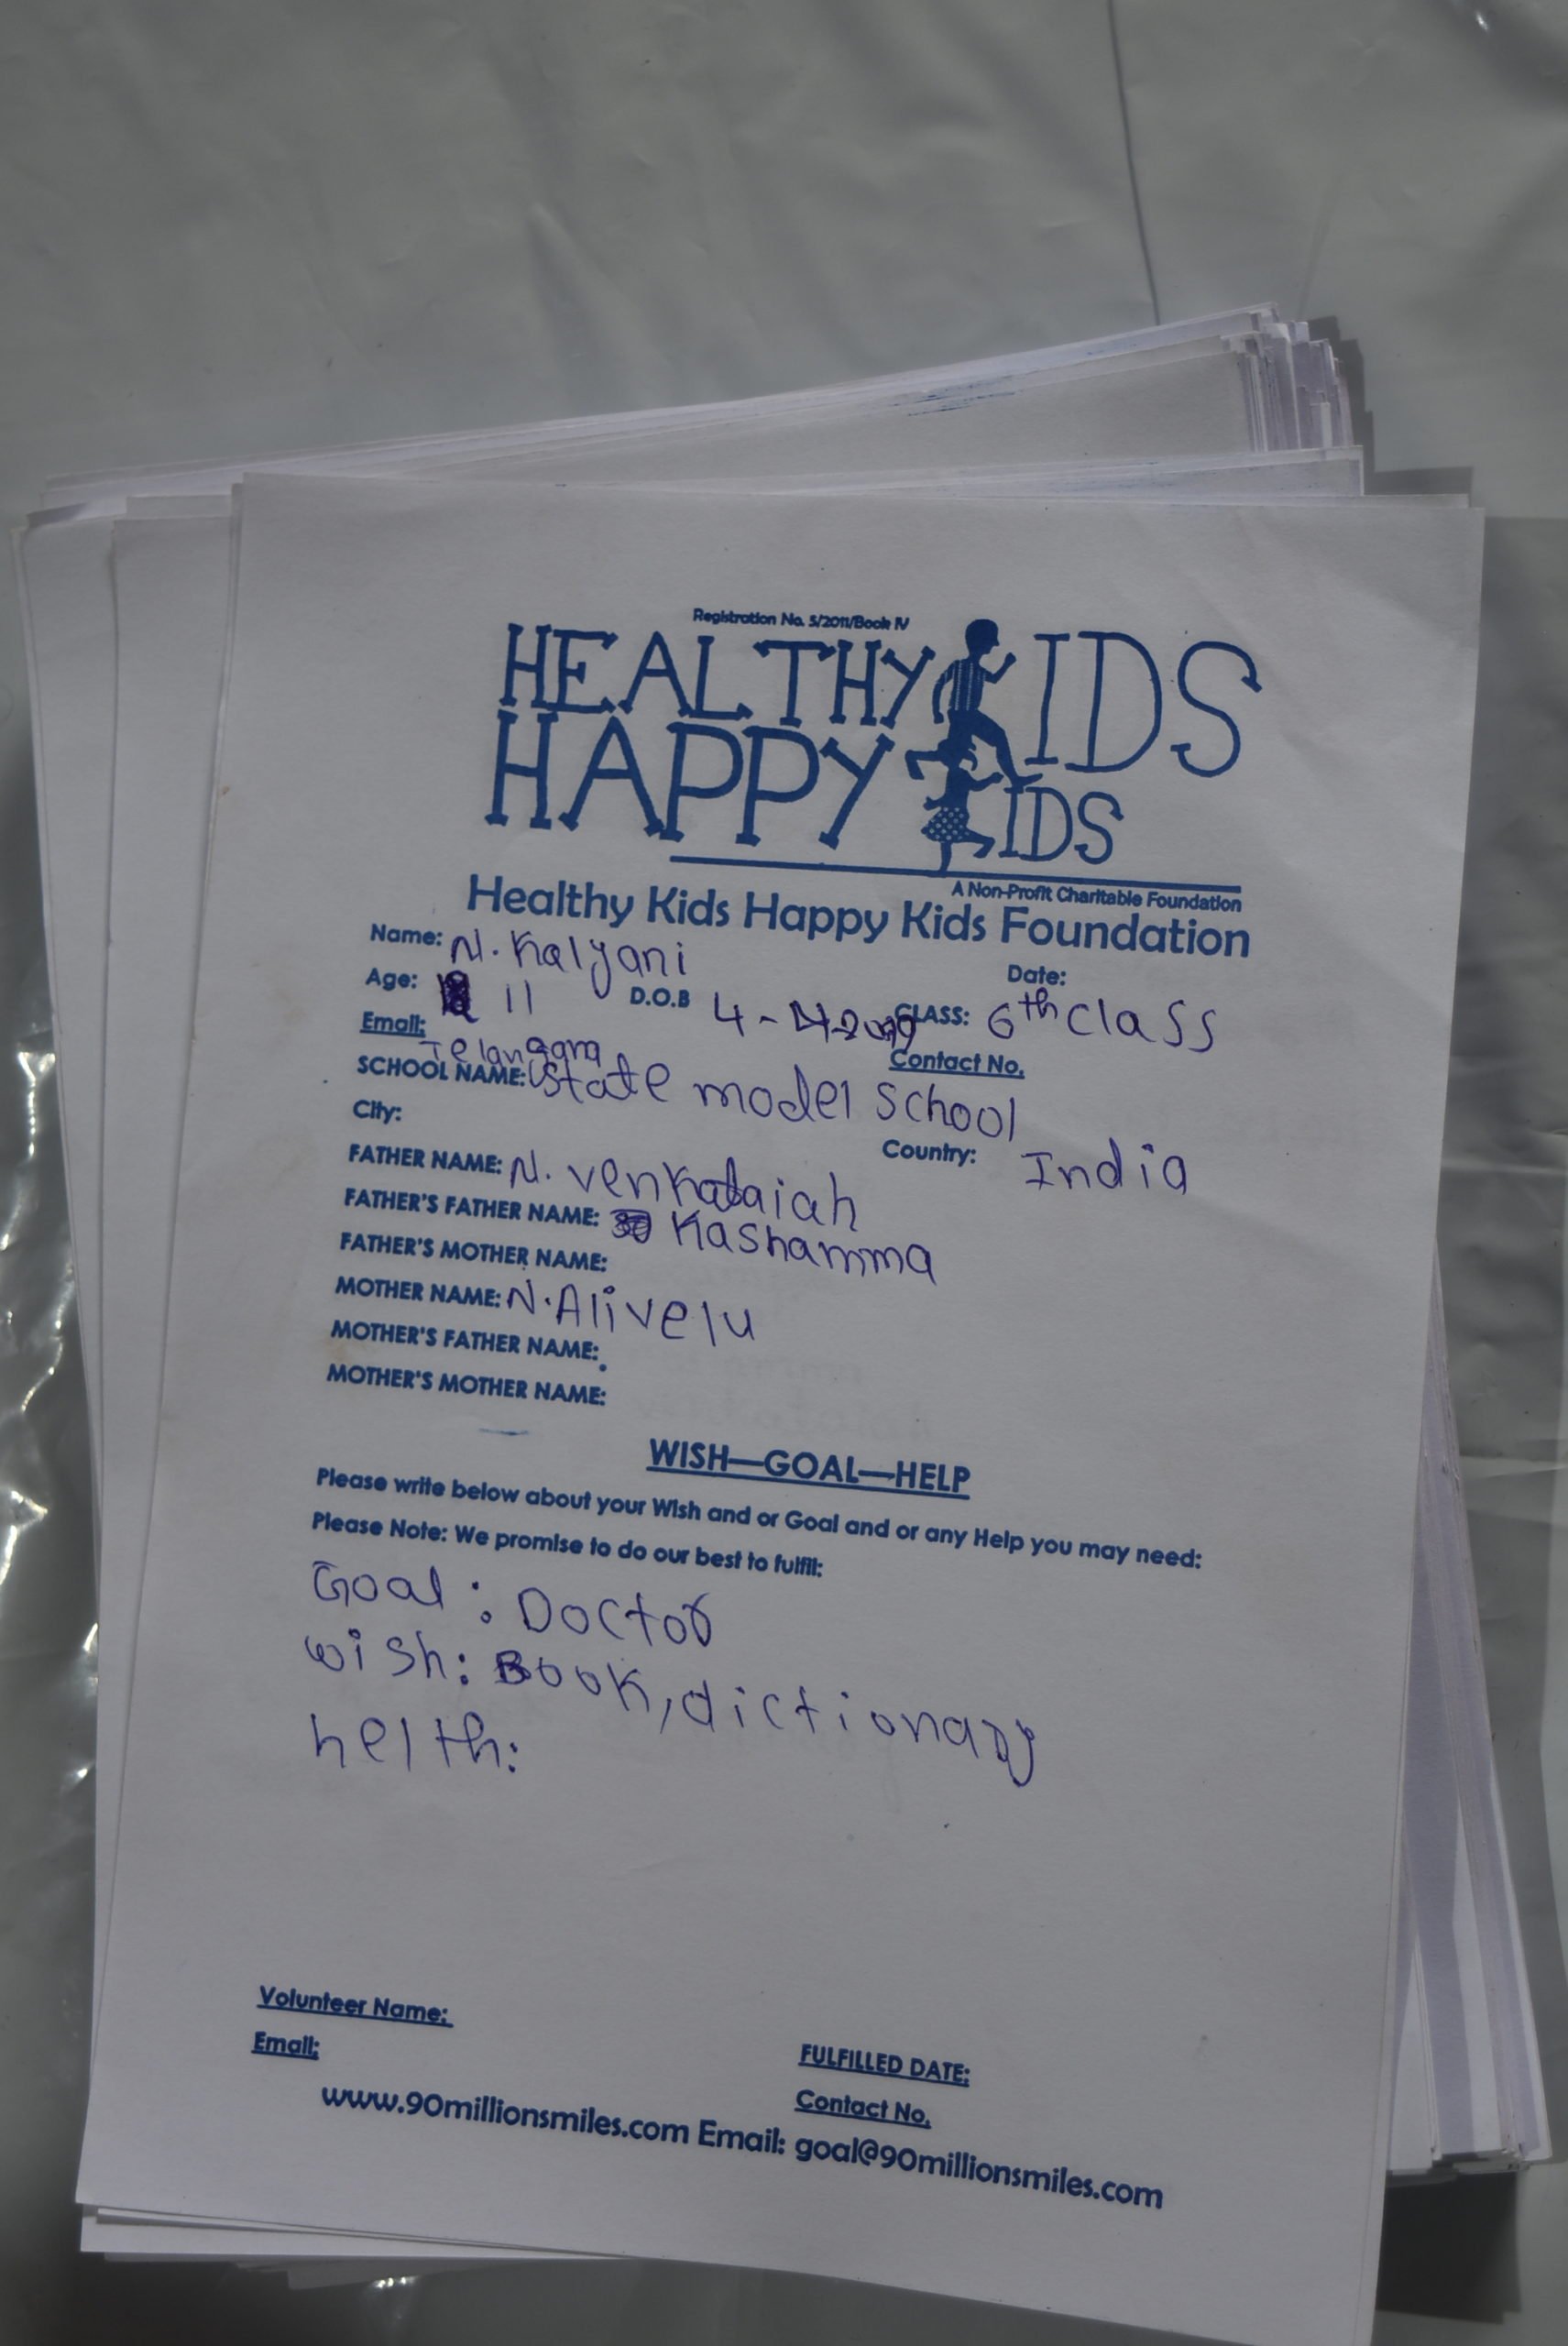 Registration No. 5/2011/Book IV
HEALTHY KIDS
HAPPY KIDS
A Non-Profit Charitable Foundation
Healthy Kids Happy Kids Foundation
Name: N. Kalyani
Date:
Age: 11 D.O.B 4-4-2009 CLASS: 6th class
Email: Contact No.
SCHOOL NAME: Telangana state model school
City: Country: India
FATHER NAME: N. venkataiah
FATHER'S FATHER NAME: Kashamma
FATHER'S MOTHER NAME:
MOTHER NAME: N. Alivelu
MOTHER'S FATHER NAME:
MOTHER'S MOTHER NAME:
WISH—GOAL—HELP
Please write below about your Wish and or Goal and or any Help you may need:
Please Note: We promise to do our best to fulfill:
Goal : Doctor
wish: Book, dictionary
helth:
Volunteer Name:
FULFILLED DATE:
Email:
Contact No.
www.90millionsmiles.com Email: goal@90millionsmiles.com